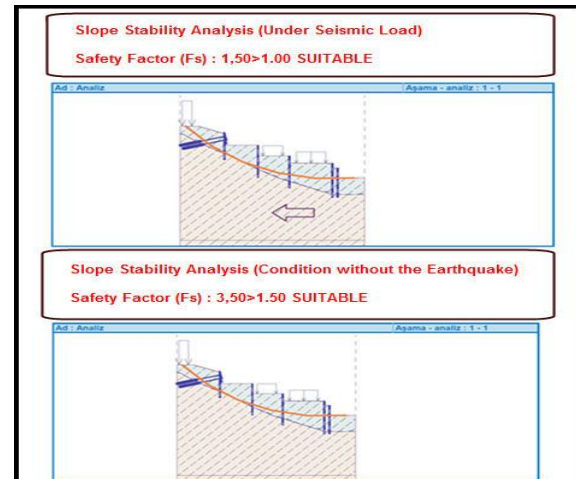 Slope Stability Analysis (Under Seismic Load)
Safety Factor (Fs) : 1,50>1.00 SUITABLE
Ad : Analiz
Aşama - analiz : 1 - 1
Slope Stability Analysis (Condition without the Earthquake)
Safety Factor (Fs) : 3,50>1.50 SUITABLE
Ad : Analiz
Aşama - analiz : 1 - 1